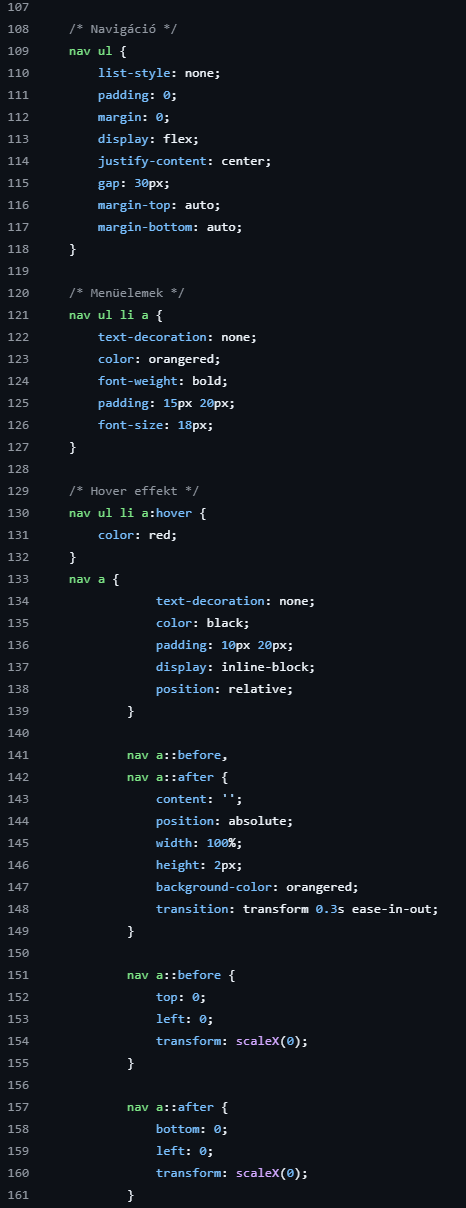 107
108 /* Navigáció */
109 nav ul {
110 list-style: none;
111 padding: 0;
112 margin: 0;
113 display: flex;
114 justify-content: center;
115 gap: 30px;
116 margin-top: auto;
117 margin-bottom: auto;
118 }
119
120 /* Menüelemek */
121 nav ul li a {
122 text-decoration: none;
123 color: orangered;
124 font-weight: bold;
125 padding: 15px 20px;
126 font-size: 18px;
127 }
128
129 /* Hover effekt */
130 nav ul li a:hover {
131 color: red;
132 }
133 nav a {
134 text-decoration: none;
135 color: black;
136 padding: 10px 20px;
137 display: inline-block;
138 position: relative;
139 }
140
141 nav a::before,
142 nav a::after {
143 content: '';
144 position: absolute;
145 width: 100%;
146 height: 2px;
147 background-color: orangered;
148 transition: transform 0.3s ease-in-out;
149 }
150
151 nav a::before {
152 top: 0;
153 left: 0;
154 transform: scaleX(0);
155 }
156
157 nav a::after {
158 bottom: 0;
159 left: 0;
160 transform: scaleX(0);
161 }